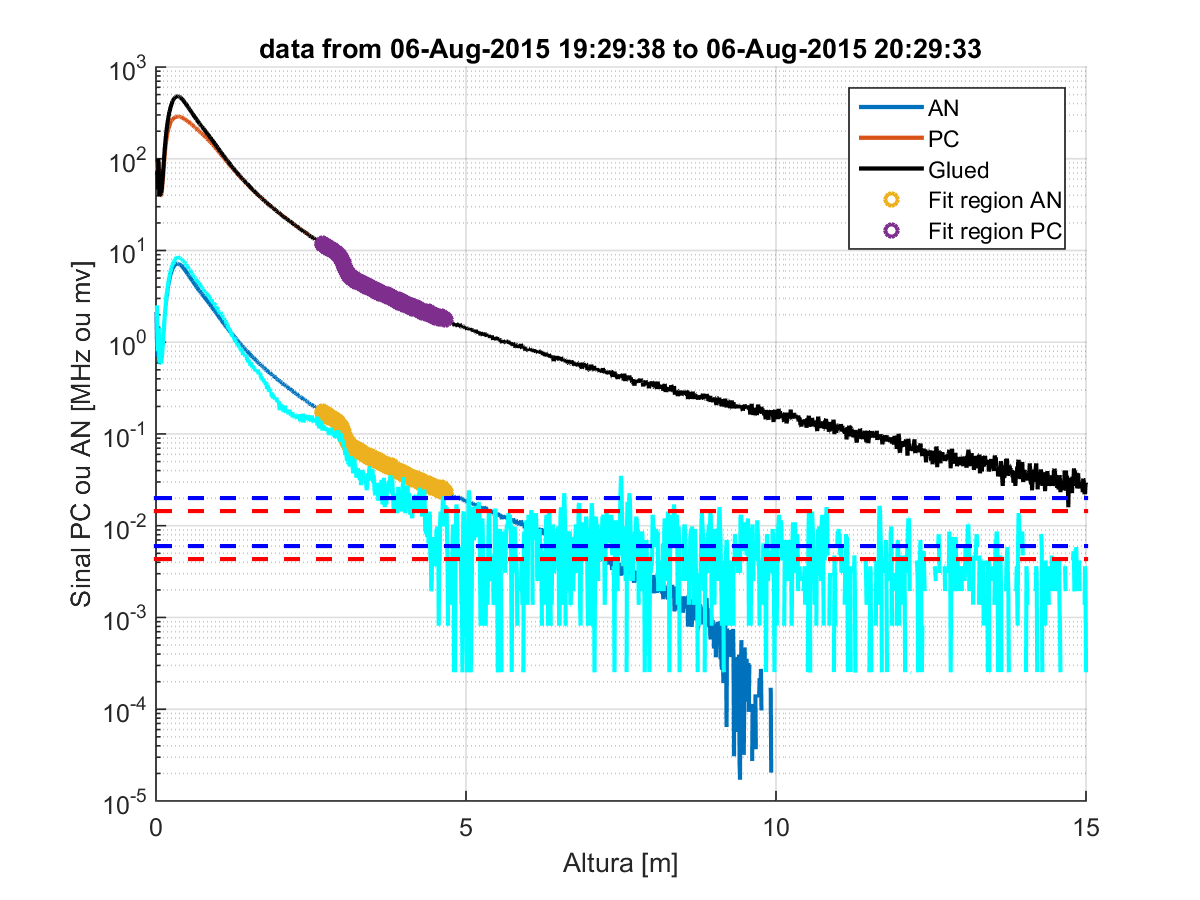 data from 06-Aug-2015 19:29:38 to 06-Aug-2015 20:29:33
10^3
10^2
10^1
10^0
10^-1
10^-2
10^-3
10^-4
10^-5
Sinal PC ou AN [MHz ou mv]
AN
PC
Glued
Fit region AN
Fit region PC
0 5 10 15
Altura [m]